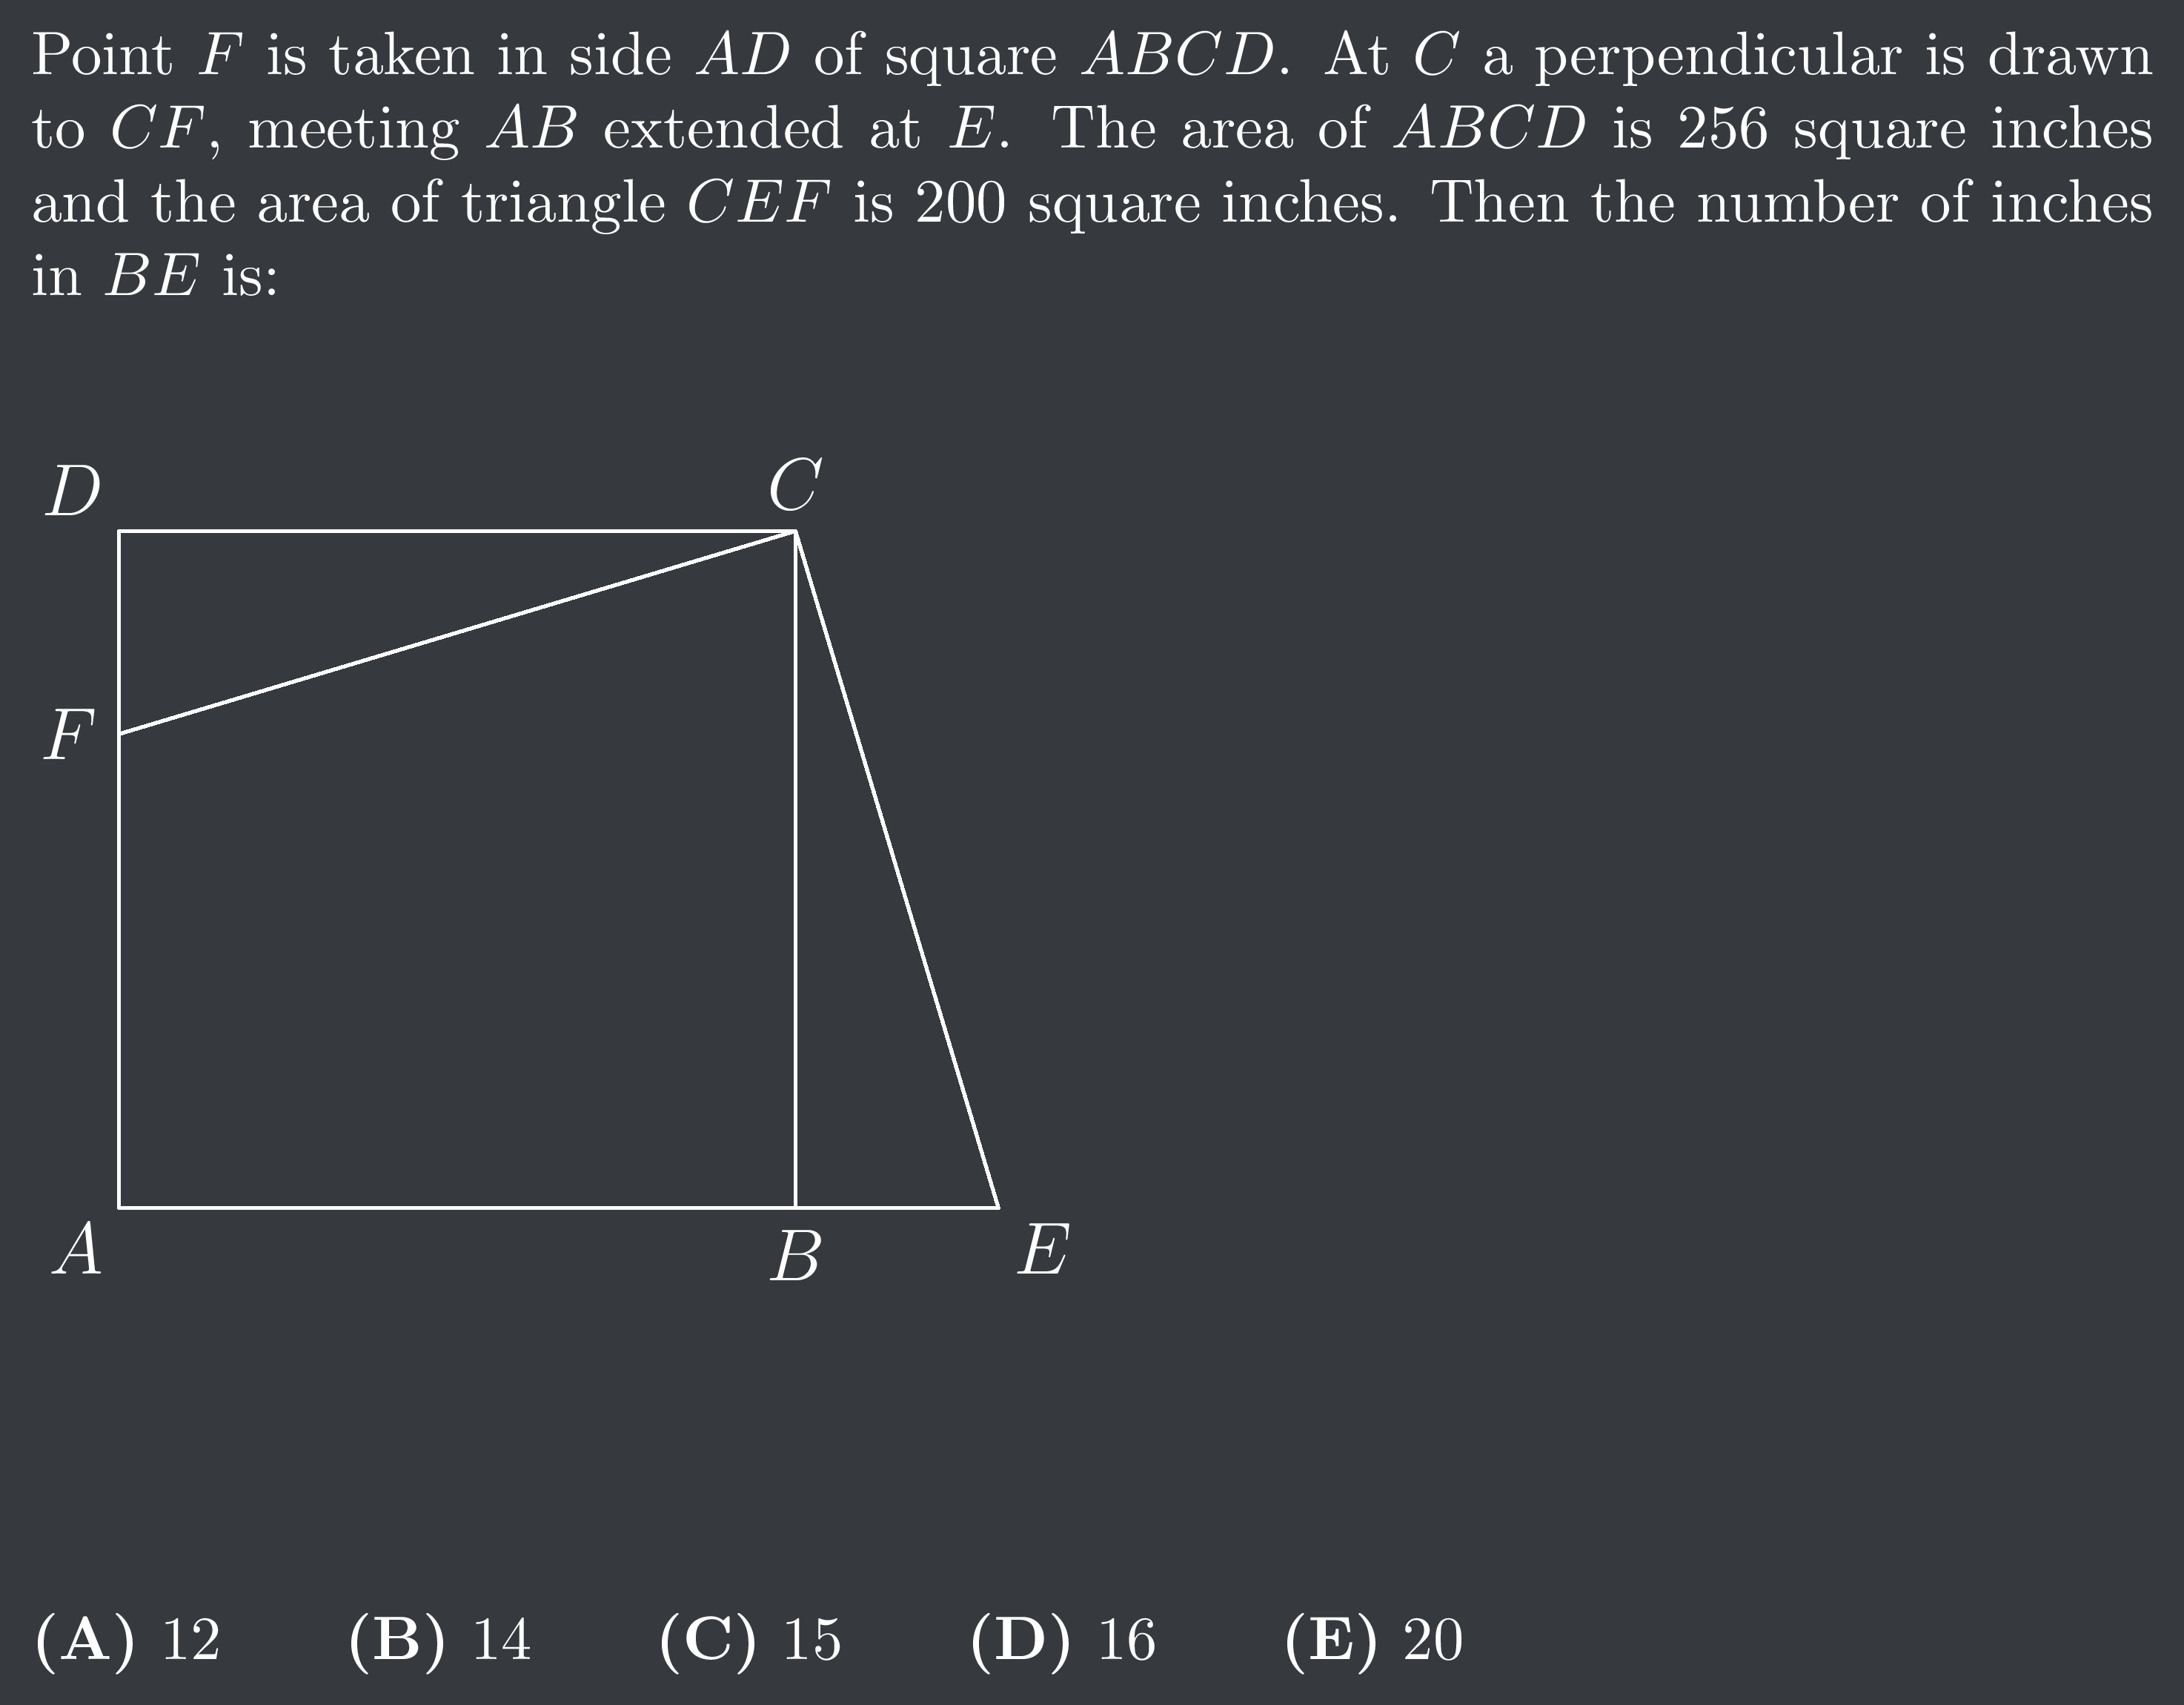 Point F is taken in side AD of square ABCD. At C a perpendicular is drawn
to CF, meeting AB extended at E. The area of ABCD is 256 square inches
and the area of triangle CEF is 200 square inches. Then the number of inches
in BE is:
D C
F
A B E
(A) 12 (B) 14 (C) 15 (D) 16 (E) 20